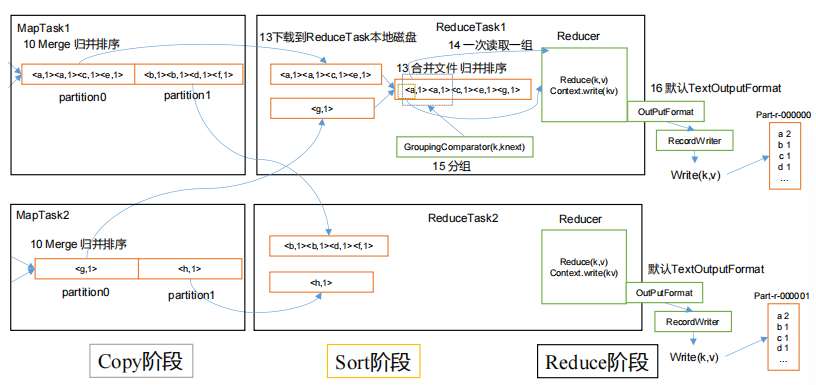 MapTask1
10 Merge 归并排序
<a,1><a,1><c,1><e,1>
<b,1><b,1><d,1><f,1>
partition0
partition1
ReduceTask1
13下载到ReduceTask本地磁盘
<a,1><a,1><c,1><e,1>
<g,1>
14 一次读取一组
13 合并文件 归并排序
<a,1><a,1><c,1><e,1><g,1>
GroupingComparator(k,knext)
15 分组
Reducer
Reduce(k,v)
Context.write(kv)
16 默认TextOutputFormat
OutPutFormat
RecordWriter
Write(k,v)
Part-r-000000
a 2
b 1
c 1
d 1
...
MapTask2
10 Merge 归并排序
<g,1>
<h,1>
partition0
partition1
ReduceTask2
<b,1><b,1><d,1><f,1>
<h,1>
Reducer
Reduce(k,v)
Context.write(kv)
默认TextOutputFormat
OutPutFormat
RecordWriter
Write(k,v)
Part-r-000001
a 2
b 1
c 1
d 1
...
Copy阶段
Sort阶段
Reduce阶段